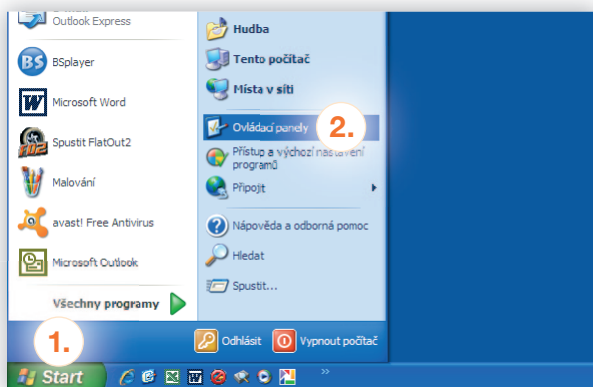 Outlook Express
BSplayer
Microsoft Word
Spustit FlatOut2
Malování
avast! Free Antivirus
Microsoft Outlook
Všechny programy
Hudba
Tento počítač
Místa v síti
Ovládací panely
2.
Přístup a výchozí nastavení
programů
Připojit
Nápověda a odborná pomoc
Hledat
Spustit...
1.
Odhlásit
Vypnout počítač
Start